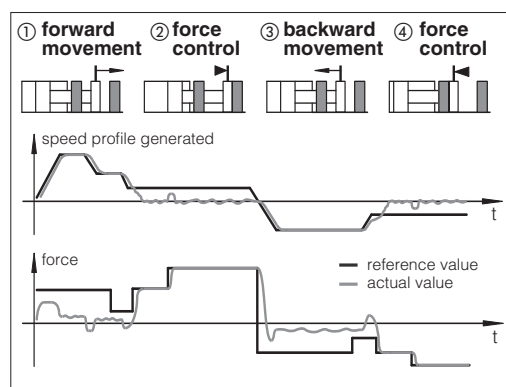 ① forward movement
② force control
③ backward movement
④ force control
speed profile generated
t
force
reference value
actual value
t